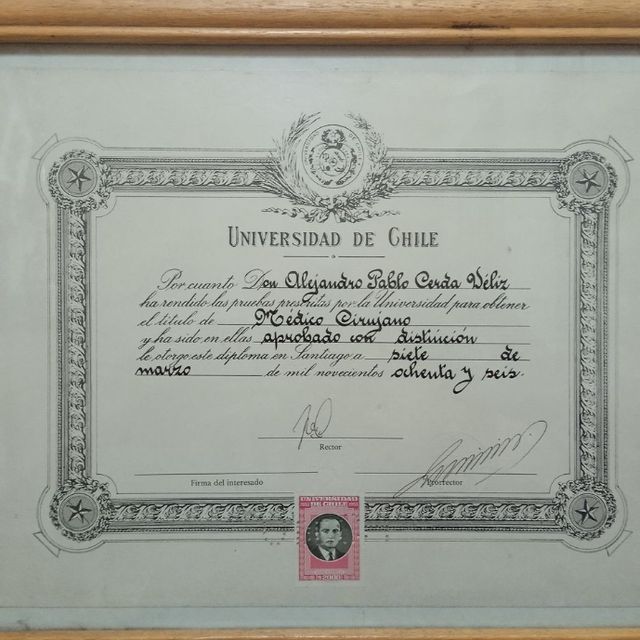 UNIVERSIDAD DE CHILE
Por cuanto Don Alejandro Pablo Cerda Véliz
ha rendido las pruebas prescritas por la Universidad para obtener
el título de Médico Cirujano
y ha sido en ellas aprobado con distinción
le otorgo este diploma en Santiago a siete de
marzo de mil novecientos ochenta y seis.
Rector
Firma del interesado
Prorrector
UNIVERSIDAD
DE CHILE